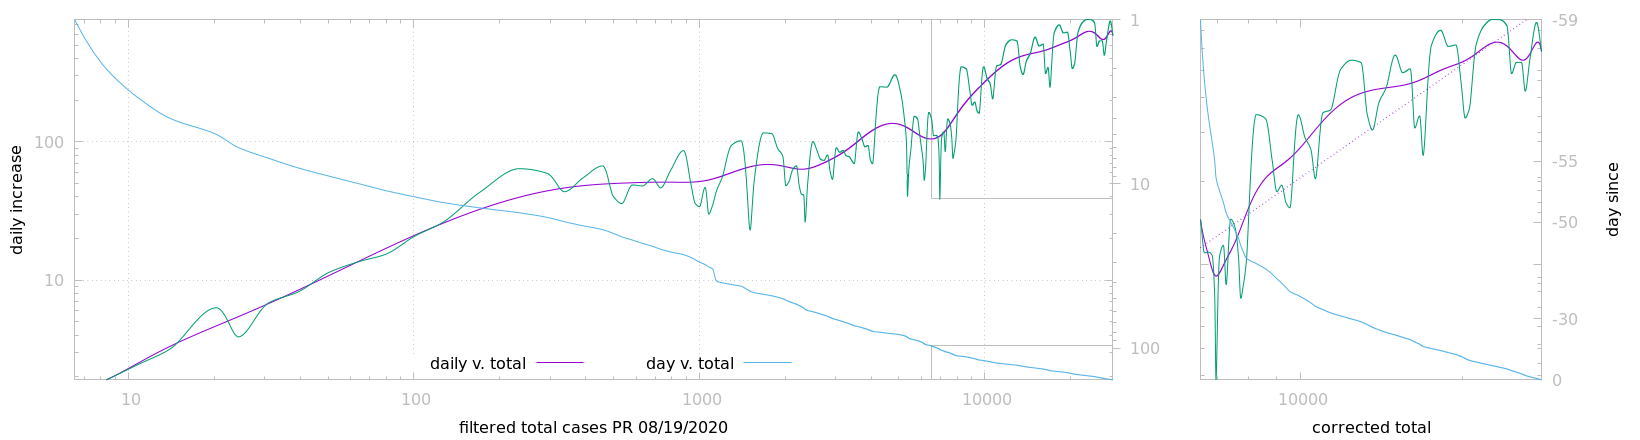 1
-59
100
10
-55
-50
daily increase
day since
10
-30
daily v. total
day v. total
100
0
10
100
1000
10000
10000
filtered total cases PR 08/19/2020
corrected total